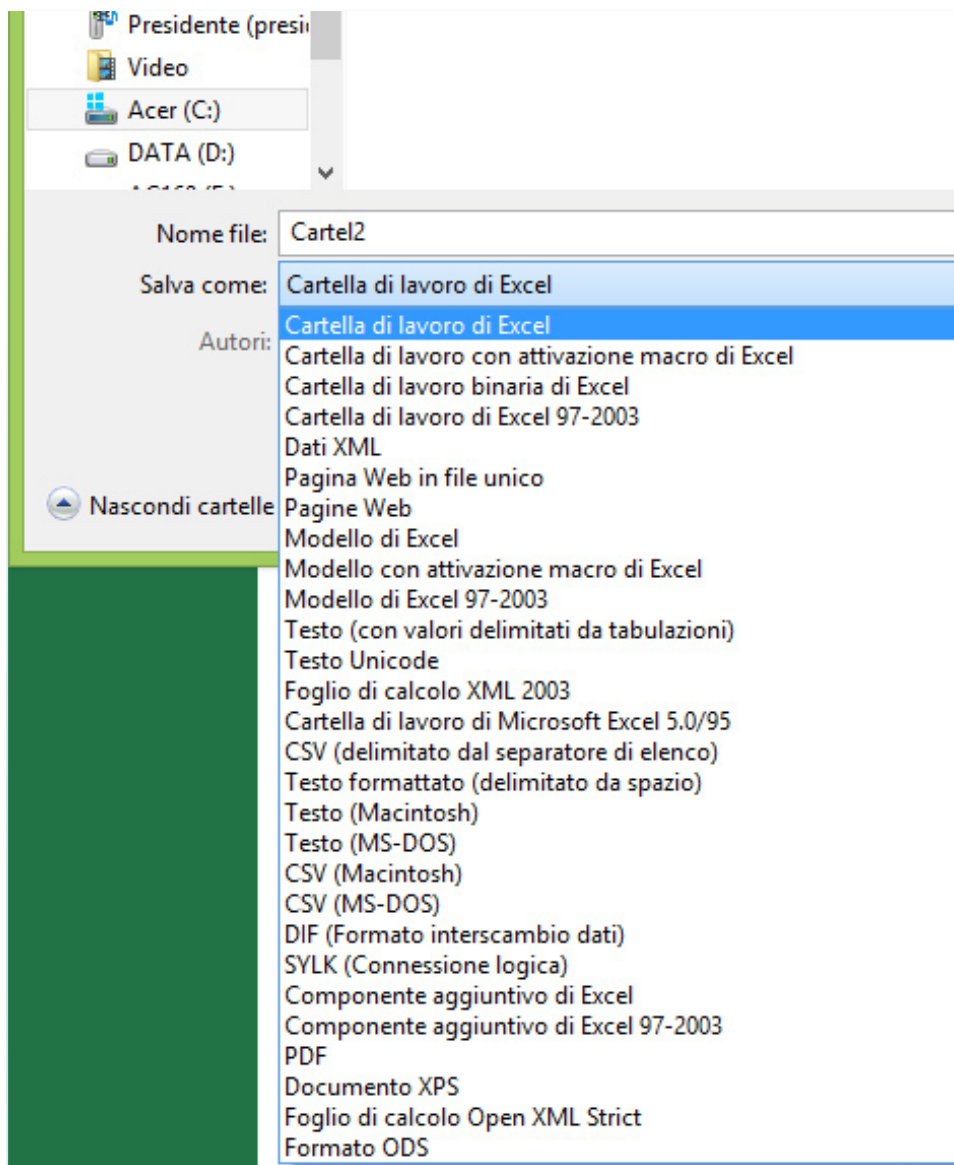 Presidente (presid
Video
Acer (C:)
DATA (D:)
Nome file: Cartel2
Salva come: Cartella di lavoro di Excel
Autori:
Cartella di lavoro di Excel
Cartella di lavoro con attivazione macro di Excel
Cartella di lavoro binaria di Excel
Cartella di lavoro di Excel 97-2003
Dati XML
Pagina Web in file unico
Nascondi cartelle
Pagine Web
Modello di Excel
Modello con attivazione macro di Excel
Modello di Excel 97-2003
Testo (con valori delimitati da tabulazioni)
Testo Unicode
Foglio di calcolo XML 2003
Cartella di lavoro di Microsoft Excel 5.0/95
CSV (delimitato dal separatore di elenco)
Testo formattato (delimitato da spazio)
Testo (Macintosh)
Testo (MS-DOS)
CSV (Macintosh)
CSV (MS-DOS)
DIF (Formato interscambio dati)
SYLK (Connessione logica)
Componente aggiuntivo di Excel
Componente aggiuntivo di Excel 97-2003
PDF
Documento XPS
Foglio di calcolo Open XML Strict
Formato ODS